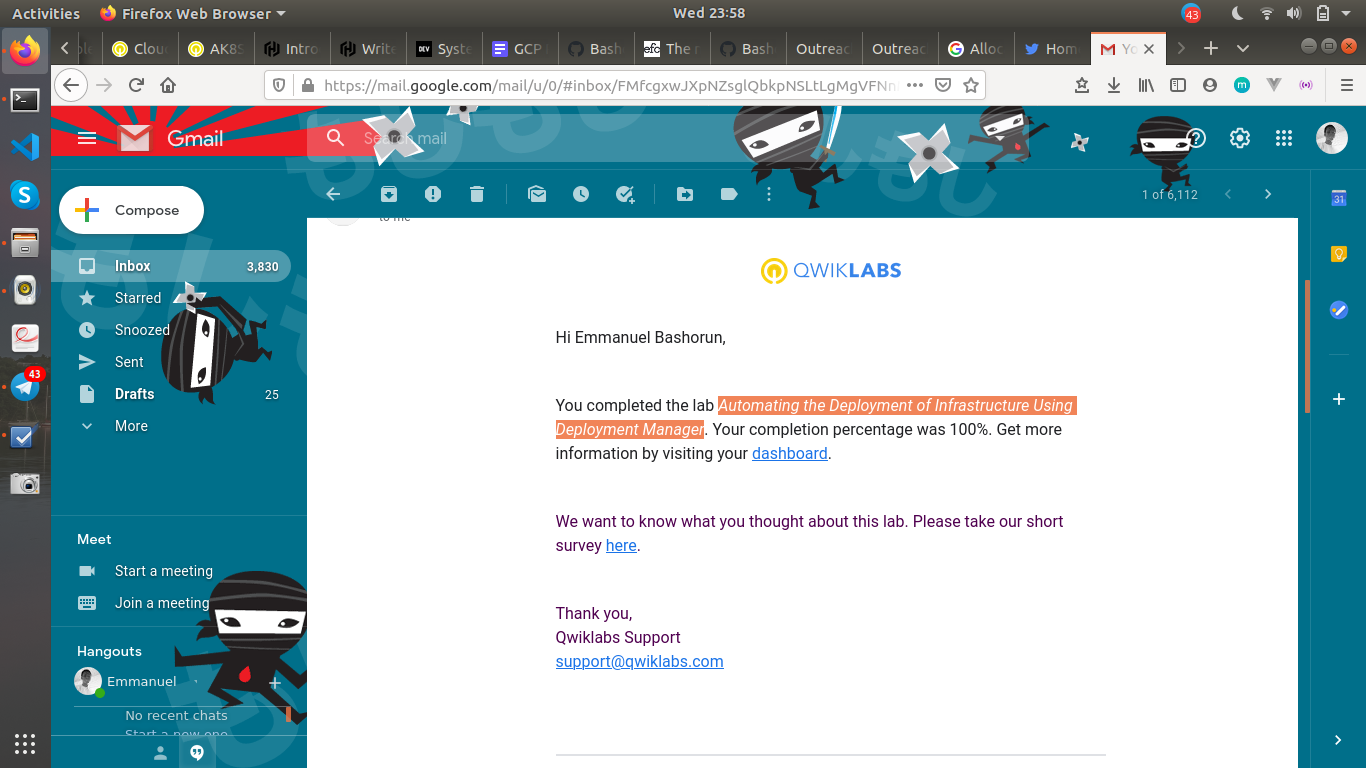 Activities
Firefox Web Browser
Wed 23:58
43
Clou
AK8S
Intro
Write
DEV
Syste
GCP
Bash
efc
The r
Bash
Outreac
Outreac
Alloc
Hom
Yo
https://mail.google.com/mail/u/0/#inbox/FMfcgxwJXpNZsglQbkpNSLtLgMgVFNn
m
Gmail
Search mail
Compose
1 of 6,112
31
Inbox 3,830
Starred
Snoozed
Sent
Drafts 25
More
43
Meet
Start a meeting
Join a meeting
Hangouts
Emmanuel
No recent chats
Start a new one
to me
QWIKLABS
Hi Emmanuel Bashorun,
You completed the lab Automating the Deployment of Infrastructure Using
Deployment Manager. Your completion percentage was 100%. Get more
information by visiting your dashboard.
We want to know what you thought about this lab. Please take our short
survey here.
Thank you,
Qwiklabs Support
support@qwiklabs.com